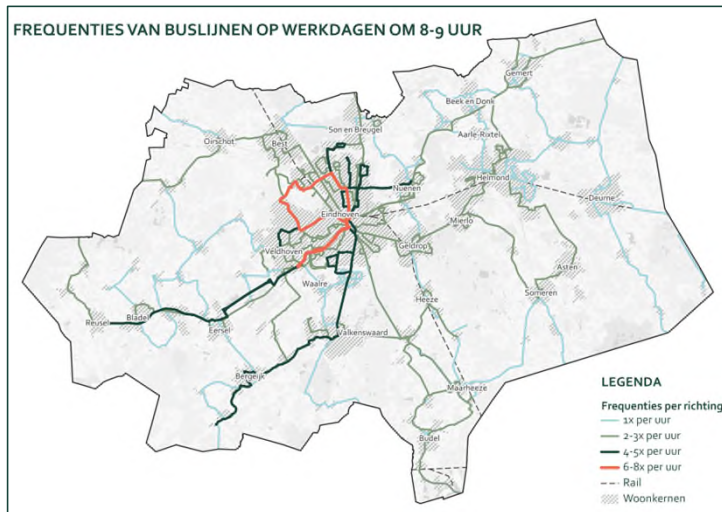 FREQUENTIES VAN BUSLIJNEN OP WERKDAGEN OM 8-9 UUR
Gemert
Beek en Donk
Son en Breugel
Aarle-Rixtel
Oirschot
Best
Helmond
Nuenen
Deurne
Eindhoven
Mierlo
Veldhoven
Geldrop
Asten
Waalre
Heeze
Someren
Bladel
Reusel
Eersel
Valkenswaard
Bergeijk
Maarheeze
Budel
LEGENDA
Frequenties per richting
1x per uur
2-3x per uur
4-5x per uur
6-8x per uur
Rail
Woonkernen